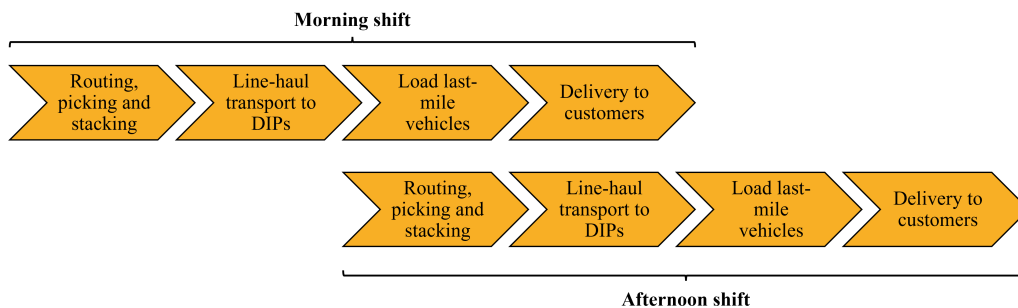 Morning shift
Routing,
picking and
stacking
Line-haul
transport to
DIPs
Load last-
mile
vehicles
Delivery to
customers
Routing,
picking and
stacking
Line-haul
transport to
DIPs
Load last-
mile
vehicles
Delivery to
customers
Afternoon shift